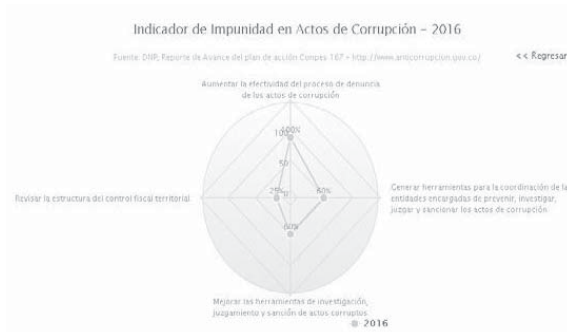 Indicador de Impunidad en Actos de Corrupción - 2016
Fuente: DNP, Reporte de Avance del plan de acción Conpes 167 - http://www.anticorrupcion.gov.co/
<< Regresar
Aumentar la efectividad del proceso de denuncia
de los actos de corrupción
100%
100
50
0
25%
60%
60%
Revisar la estructura del control fiscal territorial
Generar herramientas para la coordinación de la
entidades encargadas de prevenir, investigar,
juzgar y sancionar los actos de corrupción
Mejorar las herramientas de investigación,
juzgamiento y sanción de actos corruptos
2016